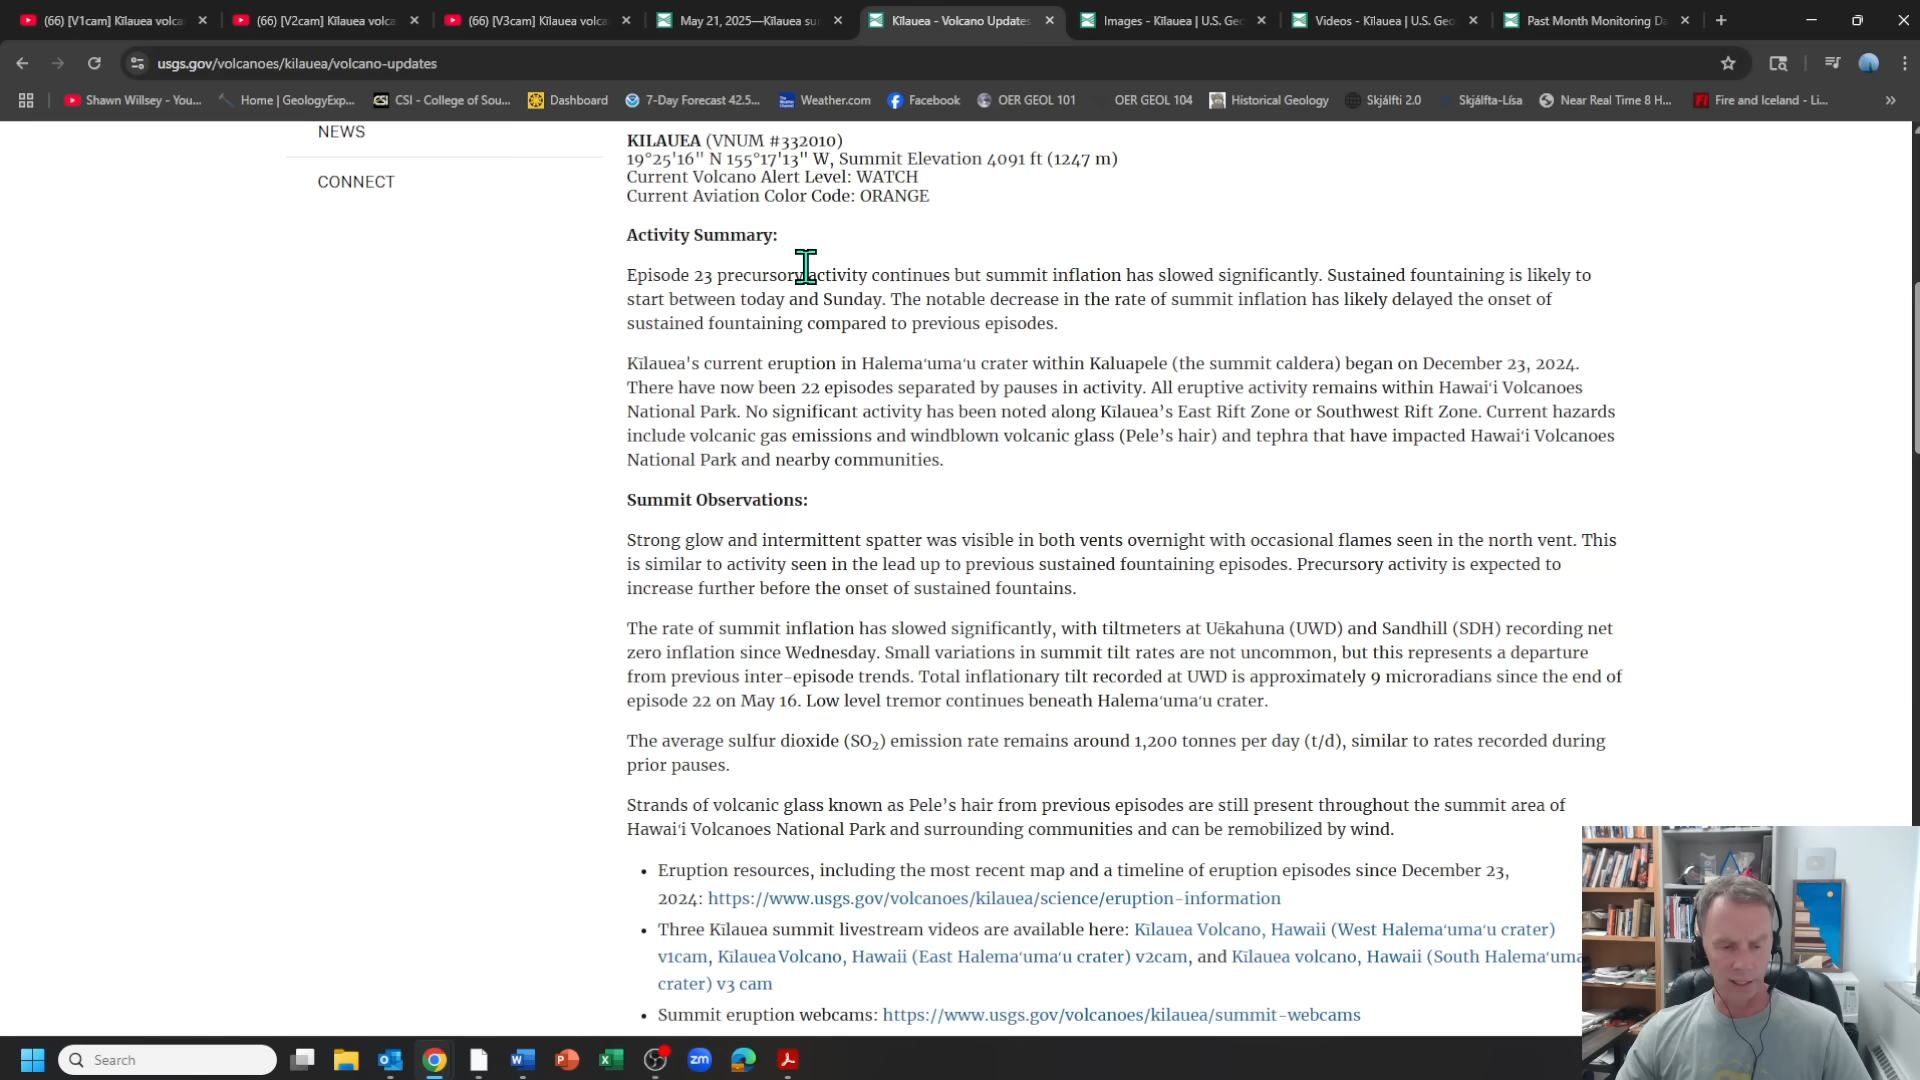 (66) [V1cam] Kīlauea volca
(66) [V2cam] Kīlauea volca
(66) [V3cam] Kīlauea volca
May 21, 2025—Kīlauea su
Kīlauea - Volcano Updates
Images - Kīlauea | U.S. Ge
Videos - Kīlauea | U.S. Geo
Past Month Monitoring Da
usgs.gov/volcanoes/kilauea/volcano-updates
Shawn Willsey - You...
Home | GeologyExp...
CSI - College of Sou...
Dashboard
7-Day Forecast 42.5...
Weather.com
Facebook
OER GEOL 101
OER GEOL 104
Historical Geology
Skjálfti 2.0
Skjálfta-Lísa
Near Real Time 8 H...
Fire and Iceland - Li...
NEWS
CONNECT
KILAUEA (VNUM #332010)
19°25'16" N 155°17'13" W, Summit Elevation 4091 ft (1247 m)
Current Volcano Alert Level: WATCH
Current Aviation Color Code: ORANGE
Activity Summary:
Episode 23 precursory activity continues but summit inflation has slowed significantly. Sustained fountaining is likely to
start between today and Sunday. The notable decrease in the rate of summit inflation has likely delayed the onset of
sustained fountaining compared to previous episodes.
Kīlauea's current eruption in Halemaʻumaʻu crater within Kaluapele (the summit caldera) began on December 23, 2024.
There have now been 22 episodes separated by pauses in activity. All eruptive activity remains within Hawaiʻi Volcanoes
National Park. No significant activity has been noted along Kīlauea’s East Rift Zone or Southwest Rift Zone. Current hazards
include volcanic gas emissions and windblown volcanic glass (Pele’s hair) and tephra that have impacted Hawaiʻi Volcanoes
National Park and nearby communities.
Summit Observations:
Strong glow and intermittent spatter was visible in both vents overnight with occasional flames seen in the north vent. This
is similar to activity seen in the lead up to previous sustained fountaining episodes. Precursory activity is expected to
increase further before the onset of sustained fountains.
The rate of summit inflation has slowed significantly, with tiltmeters at Uēkahuna (UWD) and Sandhill (SDH) recording net
zero inflation since Wednesday. Small variations in summit tilt rates are not uncommon, but this represents a departure
from previous inter-episode trends. Total inflationary tilt recorded at UWD is approximately 9 microradians since the end of
episode 22 on May 16. Low level tremor continues beneath Halemaʻumaʻu crater.
The average sulfur dioxide (SO₂) emission rate remains around 1,200 tonnes per day (t/d), similar to rates recorded during
prior pauses.
Strands of volcanic glass known as Pele’s hair from previous episodes are still present throughout the summit area of
Hawaiʻi Volcanoes National Park and surrounding communities and can be remobilized by wind.
• Eruption resources, including the most recent map and a timeline of eruption episodes since December 23,
2024: https://www.usgs.gov/volcanoes/kilauea/science/eruption-information
• Three Kīlauea summit livestream videos are available here: Kīlauea Volcano, Hawaii (West Halemaʻumaʻu crater)
v1cam, Kīlauea Volcano, Hawaii (East Halemaʻumaʻu crater) v2cam, and Kīlauea volcano, Hawaii (South Halemaʻuma
crater) v3 cam
• Summit eruption webcams: https://www.usgs.gov/volcanoes/kilauea/summit-webcams
Search
zm